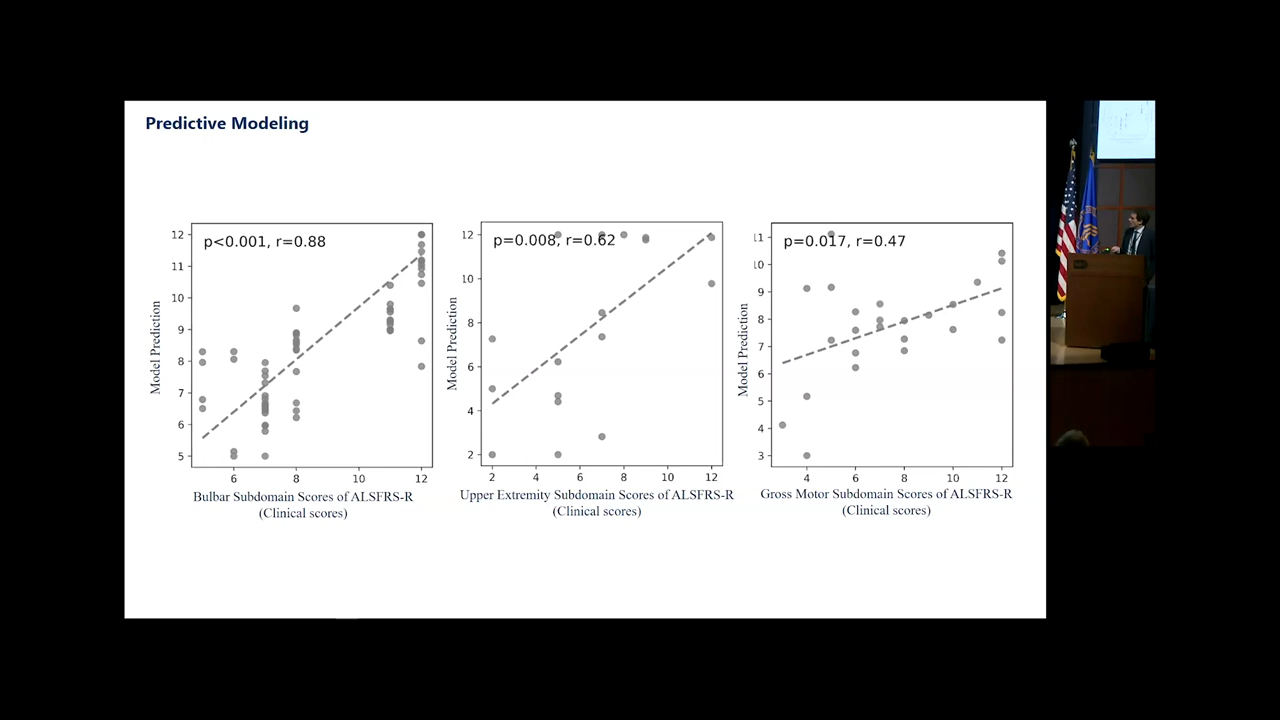 Predictive Modeling
p<0.001, r=0.88
12
11
10
9
8
7
6
5
Model Prediction
6
8
10
12
Bulbar Subdomain Scores of ALSFRS-R
(Clinical scores)
p=0.008, r=0.62
12
10
8
6
4
2
Model Prediction
2
4
6
8
10
12
Upper Extremity Subdomain Scores of ALSFRS-R
(Clinical scores)
p=0.017, r=0.47
11
10
9
8
7
6
5
4
3
Model Prediction
4
6
8
10
12
Gross Motor Subdomain Scores of ALSFRS-R
(Clinical scores)